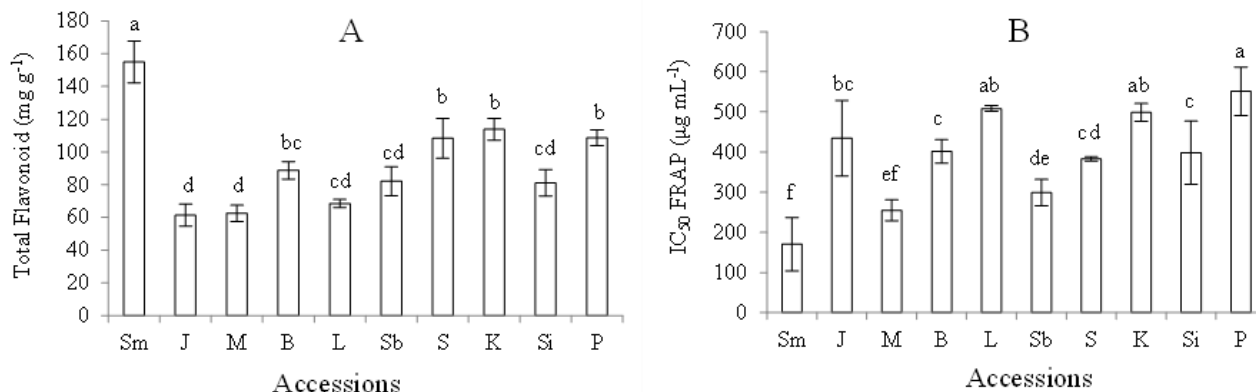 A
Total Flavonoid (mg g⁻¹)
180
160
140
120
100
80
60
40
20
0
a
d
d
bc
cd
cd
b
b
cd
b
Sm J M B L Sb S K Si P
Accessions
B
IC₅₀ FRAP (µg mL⁻¹)
700
600
500
400
300
200
100
0
f
bc
ef
c
ab
de
cd
ab
c
a
Sm J M B L Sb S K Si P
Accessions